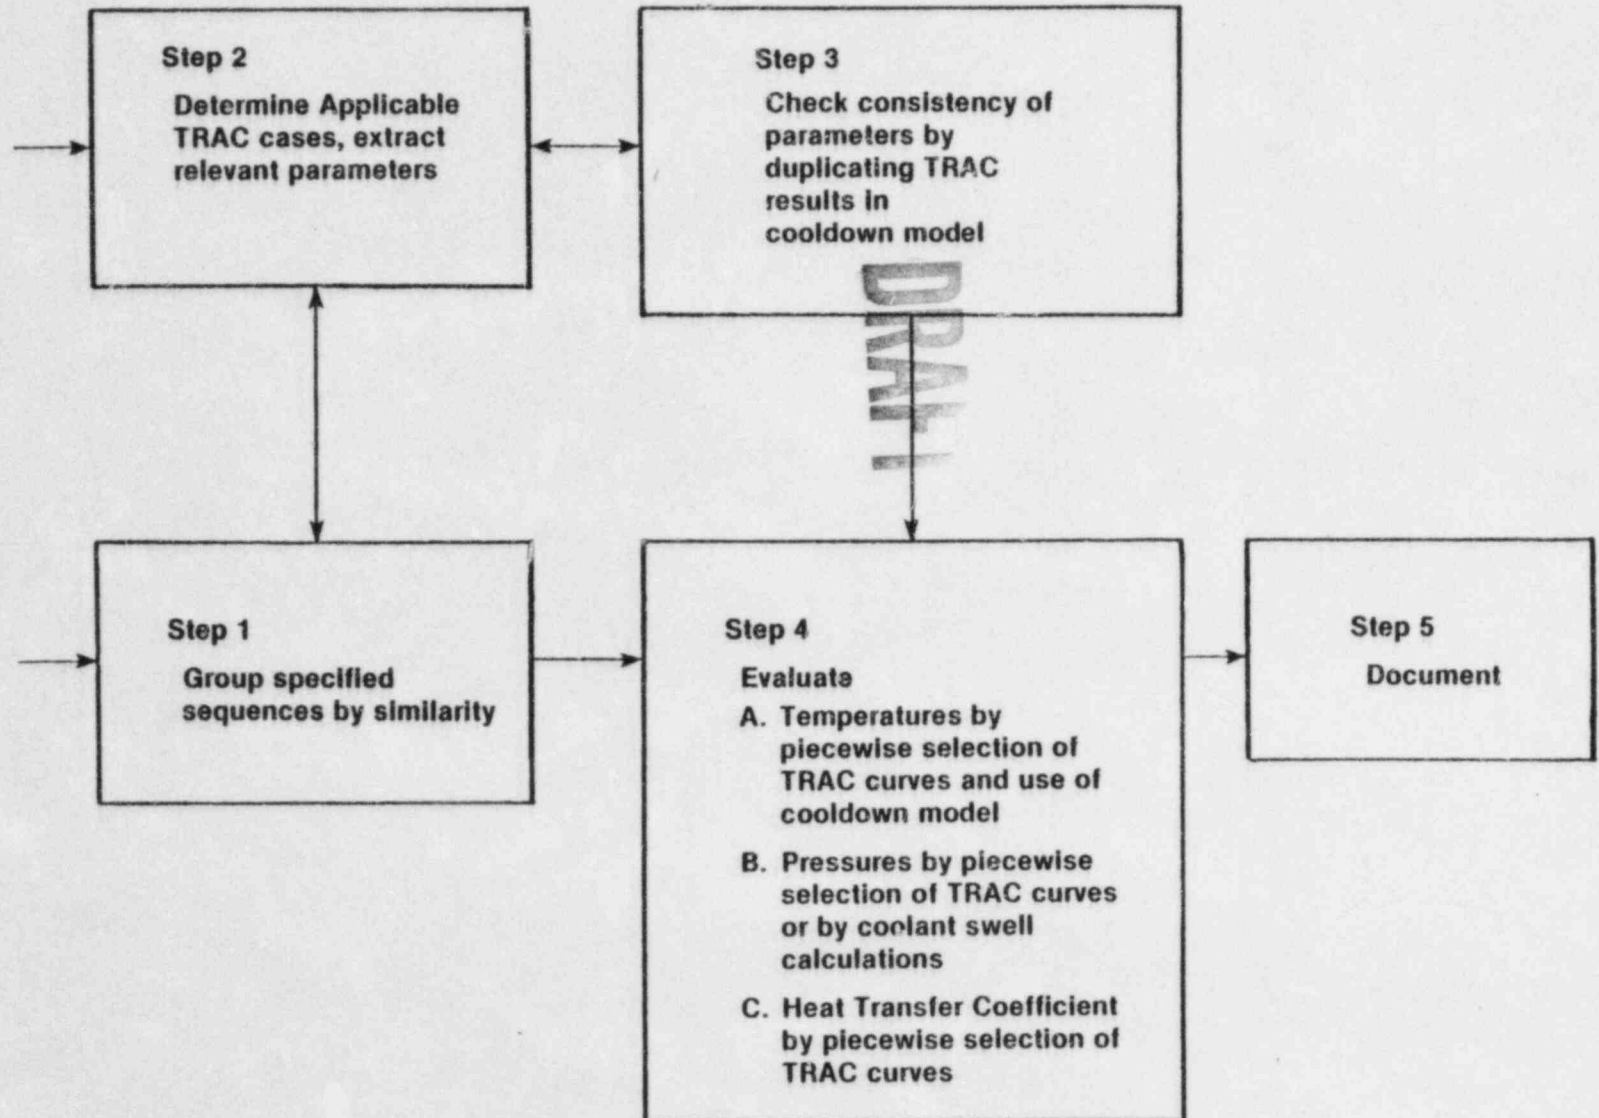 Step 2
Determine Applicable
TRAC cases, extract
relevant parameters
Step 3
Check consistency of
parameters by
duplicating TRAC
results in
cooldown model
DRAFT
Step 1
Group specified
sequences by similarity
Step 4
Evaluate
A. Temperatures by
piecewise selection of
TRAC curves and use of
cooldown model
B. Pressures by piecewise
selection of TRAC curves
or by coolant swell
calculations
C. Heat Transfer Coefficient
by piecewise selection of
TRAC curves
Step 5
Document